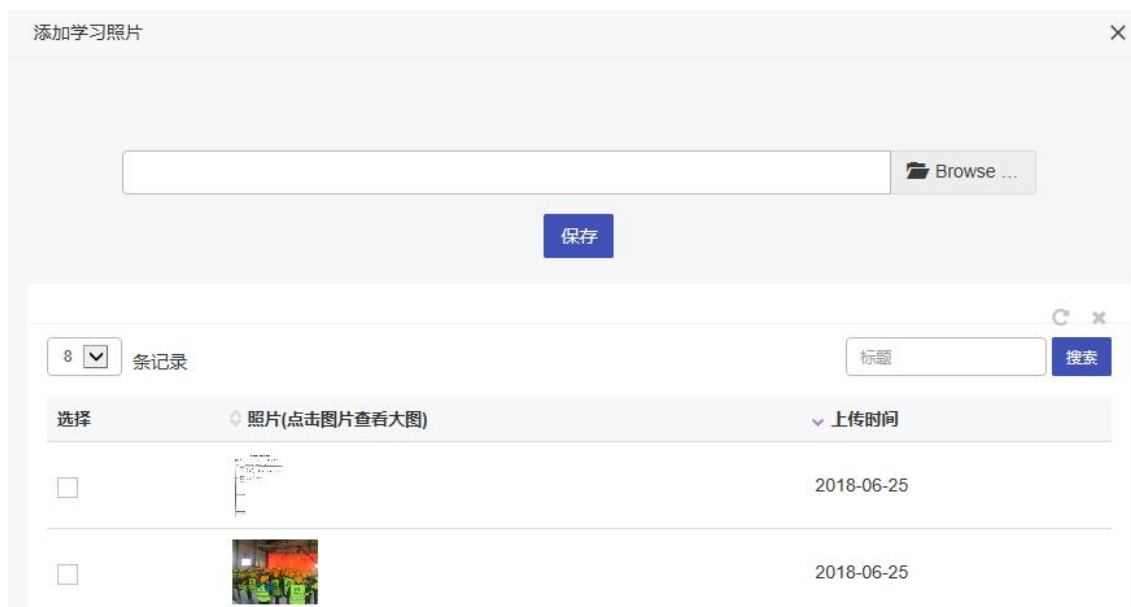 添加学习照片
Browse ...
保存
8 条记录
标题 搜索
选择 照片(点击图片查看大图) 上传时间
2018-06-25
2018-06-25